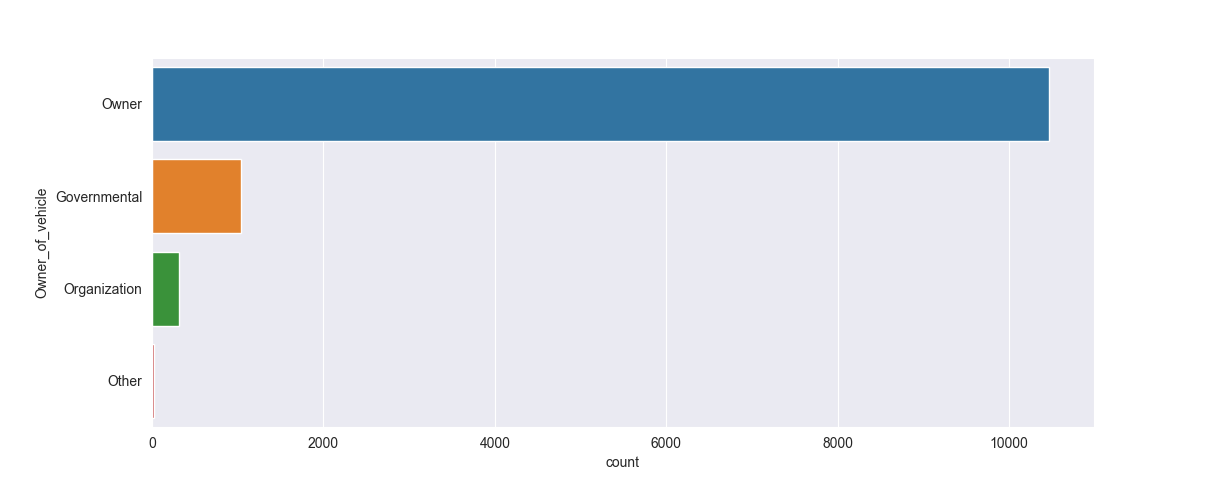 Owner
Governmental
Organization
Other
Owner_of_vehicle
0 2000 4000 6000 8000 10000
count